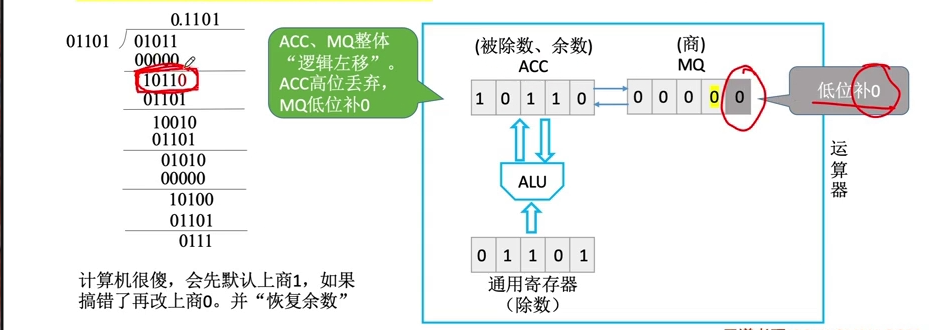 0.1101
01101 01011
00000
10110
01101
10010
01101
01010
00000
10100
01101
0111
计算机很傻，会先默认上商1，如果
搞错了再改上商0。并“恢复余数”
ACC、MQ整体
“逻辑左移”。
ACC高位丢弃，
MQ低位补0
(被除数、余数)
ACC
1 0 1 1 0
(商)
MQ
0 0 0 0 0
低位补0
ALU
0 1 1 0 1
通用寄存器
（除数）
运
算
器